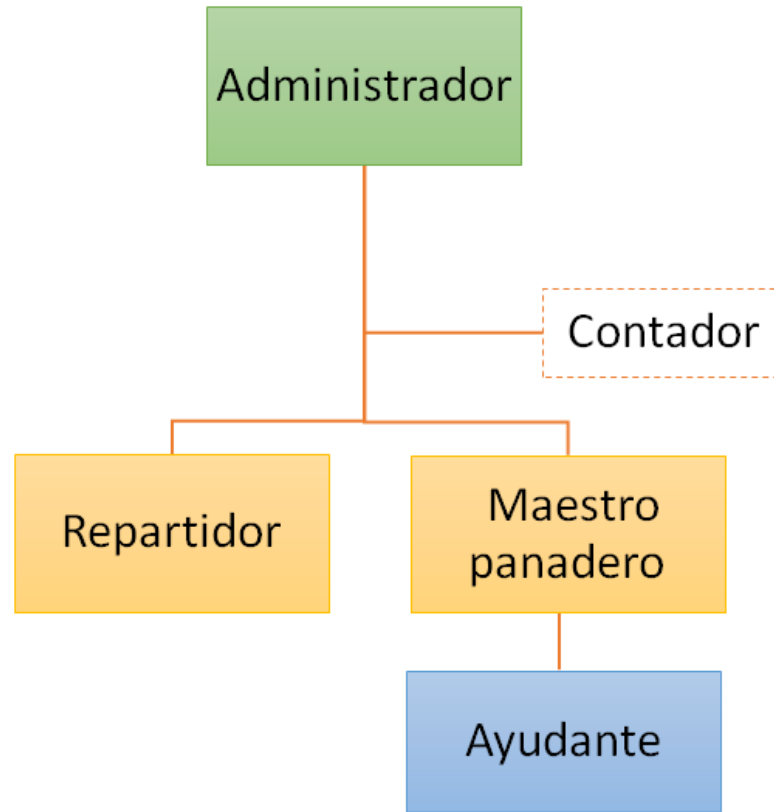 Administrador
Contador
Repartidor
Maestro
panadero
Ayudante